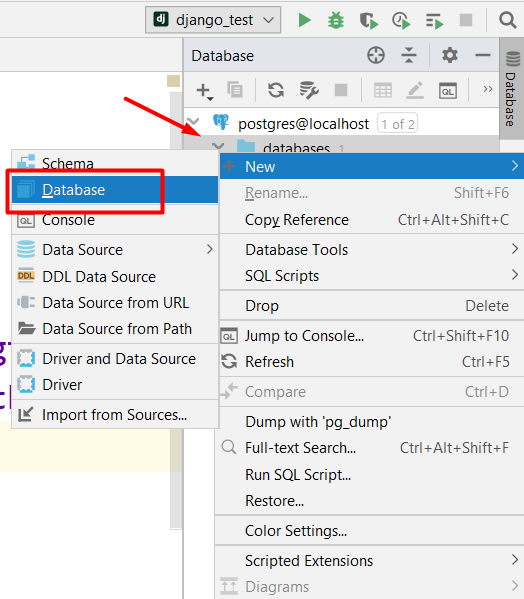 dj django_test
Database
Database
postgres@localhost 1 of 2
databases 1
Schema
Database
QL Console
Data Source
DDL DDL Data Source
Data Source from URL
Data Source from Path
Driver and Data Source
Driver
Import from Sources...
New
Rename... Shift+F6
Copy Reference Ctrl+Alt+Shift+C
Database Tools
SQL Scripts
Drop Delete
QL Jump to Console... Ctrl+Shift+F10
Refresh Ctrl+F5
Compare Ctrl+D
Dump with 'pg_dump'
Full-text Search... Ctrl+Alt+Shift+F
Run SQL Script...
Restore...
Color Settings...
Scripted Extensions
Diagrams